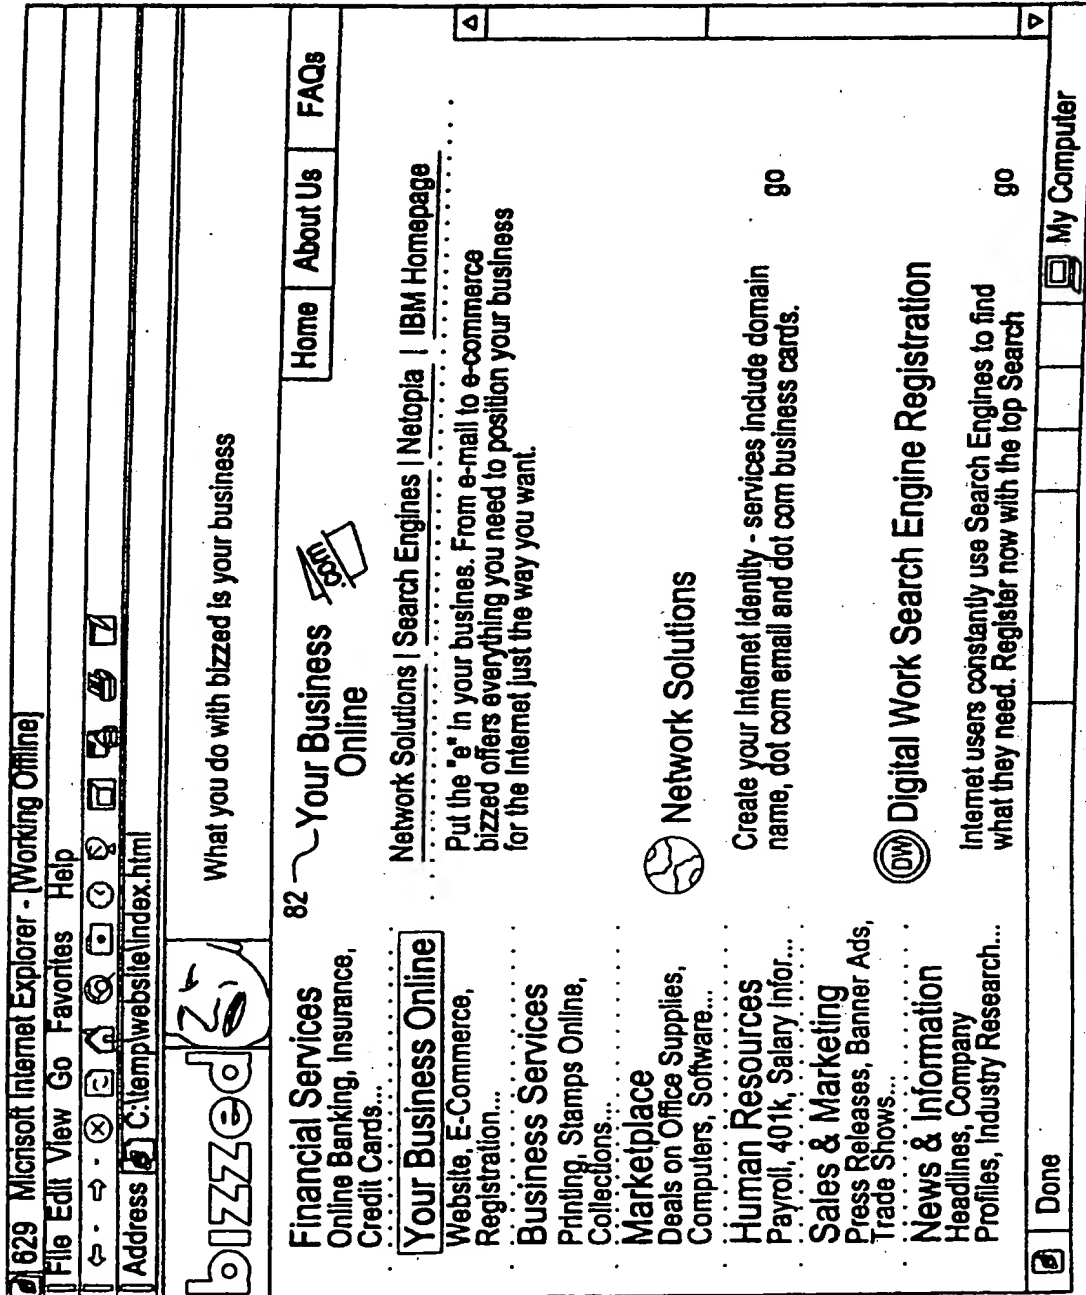 629 Micrisoft Internet Explorer - [Working Offline]
File Edit View Go Favorites Help
Address C:\temp\website\index.html
bizzed
What you do with bizzed is your business
Home About Us FAQs
82
Your Business
Online
.com
Network Solutions | Search Engines | Netopia | IBM Homepage
Put the "e" in your busines. From e-mail to e-commerce
bizzed offers everything you need to position your business
for the Internet just the way you want.
Network Solutions
Create your Internet Identity - services include domain
name, dot com email and dot com business cards.
go
DW Digital Work Search Engine Registration
Internet users constantly use Search Engines to find
what they need. Register now with the top Search
go
Financial Services
Online Banking, Insurance,
Credit Cards...
Your Business Online
Website, E-Commerce,
Registration...
Business Services
Printing, Stamps Online,
Collections...
Marketplace
Deals on Office Supplies,
Computers, Software...
Human Resources
Payroll, 401k, Salary Infor...
Sales & Marketing
Press Releases, Banner Ads,
Trade Shows...
News & Information
Headlines, Company
Profiles, Industry Research...
Done
My Computer